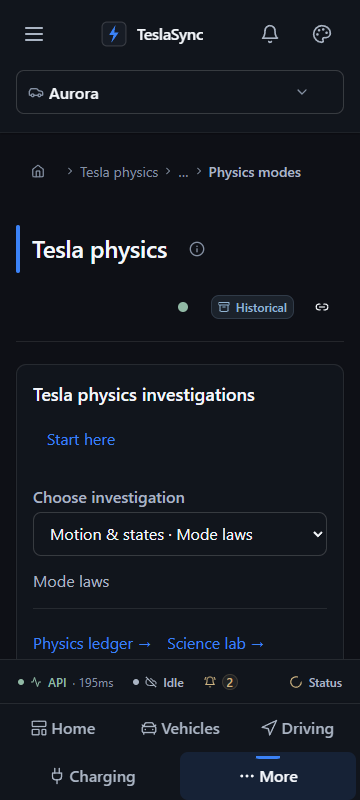 TeslaSync
Aurora
Tesla physics ... Physics modes
Tesla physics
Historical
Tesla physics investigations
Start here
Choose investigation
Motion & states · Mode laws
Mode laws
Physics ledger → Science lab →
API · 195ms Idle 2 Status
Home Vehicles Driving
Charging ··· More